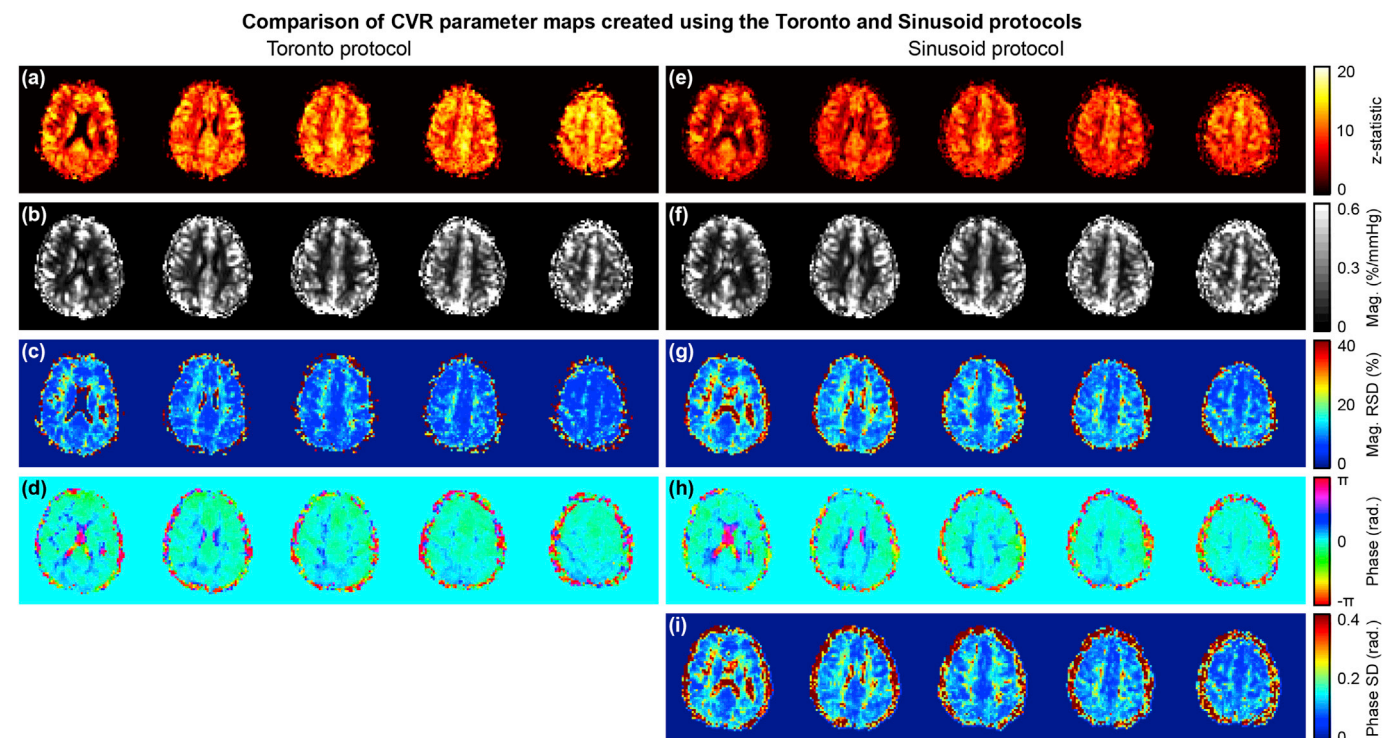 Comparison of CVR parameter maps created using the Toronto and Sinusoid protocols
Toronto protocol
Sinusoid protocol
(a)
(e)
20
10
0
z-statistic
(b)
(f)
0.6
0.3
0
Mag. (%/mmHg)
(c)
(g)
40
20
0
Mag. RSD (%)
(d)
(h)
π
0
-π
Phase (rad.)
(i)
0.4
0.2
0
Phase SD (rad.)